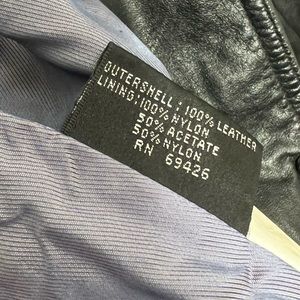 OUTERSHELL: 100% LEATHER
LINING: 100% NYLON
50% ACETATE
50% NYLON
RN 69426